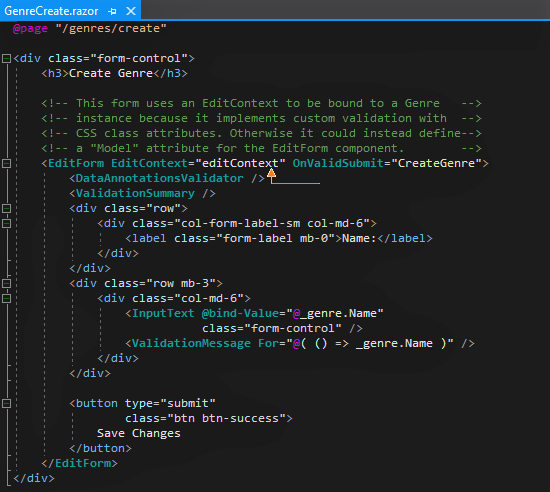 GenreCreate.razor
@page "/genres/create"
<div class="form-control">
<h3>Create Genre</h3>
<!-- This form uses an EditContext to be bound to a Genre   -->
<!-- instance because it implements custom validation with  -->
<!-- CSS class attributes. Otherwise it could instead define-->
<!-- a "Model" attribute for the EditForm component.        -->
<EditForm EditContext="editContext" OnValidSubmit="CreateGenre">
<DataAnnotationsValidator />
<ValidationSummary />
<div class="row">
<div class="col-form-label-sm col-md-6">
<label class="form-label mb-0">Name:</label>
</div>
</div>
<div class="row mb-3">
<div class="col-md-6">
<InputText @bind-Value="@_genre.Name"
class="form-control" />
<ValidationMessage For="@( () => _genre.Name )" />
</div>
</div>
<button type="submit"
class="btn btn-success">
Save Changes
</button>
</EditForm>
</div>